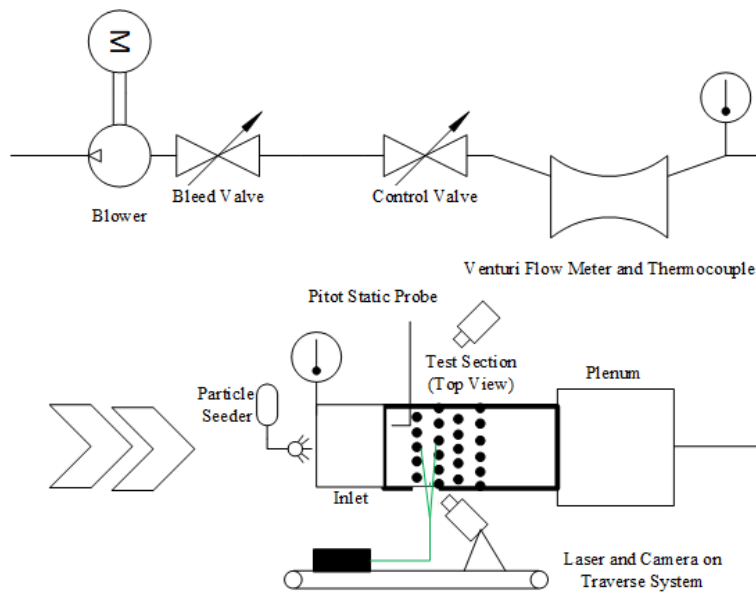 M
Blower
Bleed Valve
Control Valve
Venturi Flow Meter and Thermocouple
Pitot Static Probe
Particle
Seeder
Test Section
(Top View)
Plenum
Inlet
Laser and Camera on
Traverse System